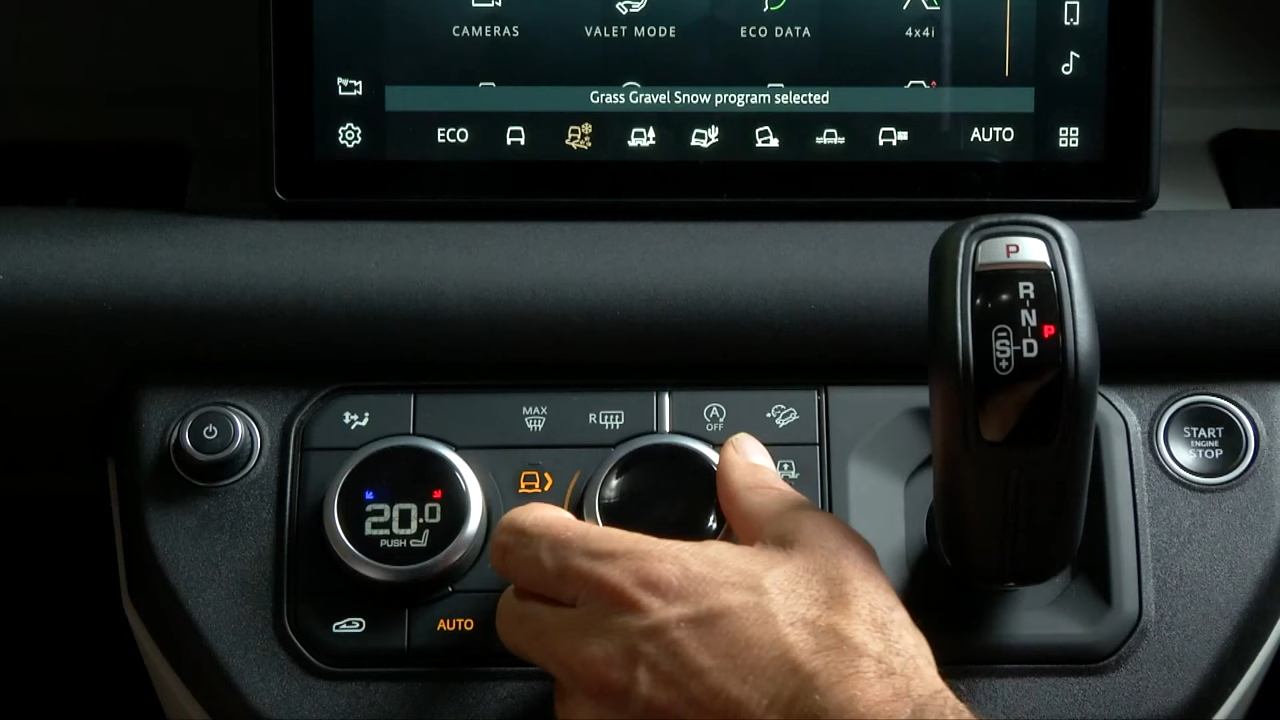 CAMERAS
VALET MODE
ECO DATA
4x4i
Grass Gravel Snow program selected
ECO
AUTO
P
R
N
P
S
D
MAX
R
A
OFF
START
ENGINE
STOP
20.0
PUSH
AUTO